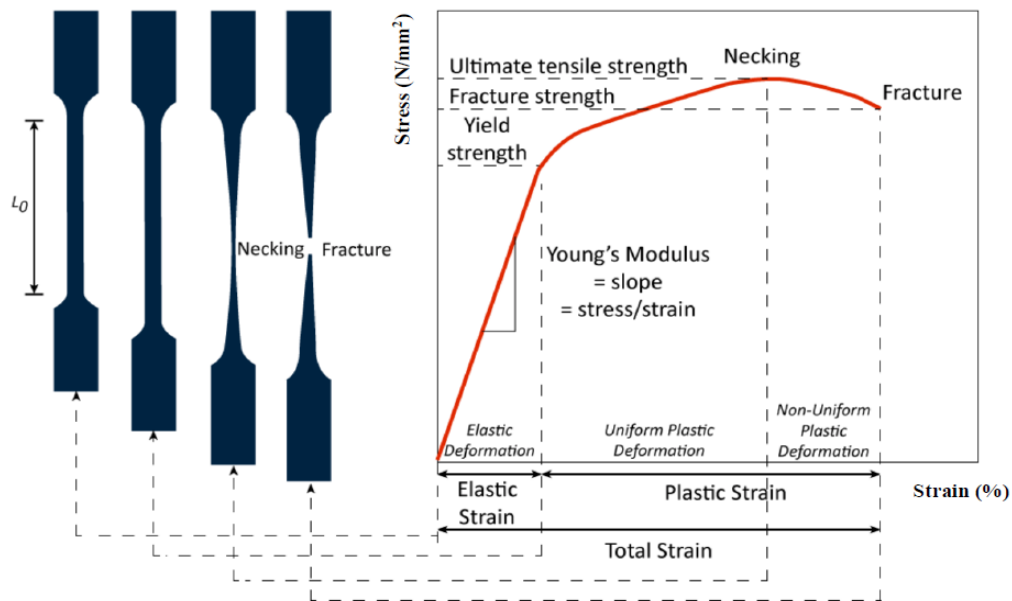 L0
Necking
Fracture
Stress (N/mm²)
Ultimate tensile strength
Fracture strength
Yield
strength
Necking
Fracture
Young's Modulus
= slope
= stress/strain
Elastic
Deformation
Uniform Plastic
Deformation
Non-Uniform
Plastic
Deformation
Elastic
Strain
Plastic Strain
Strain (%)
Total Strain